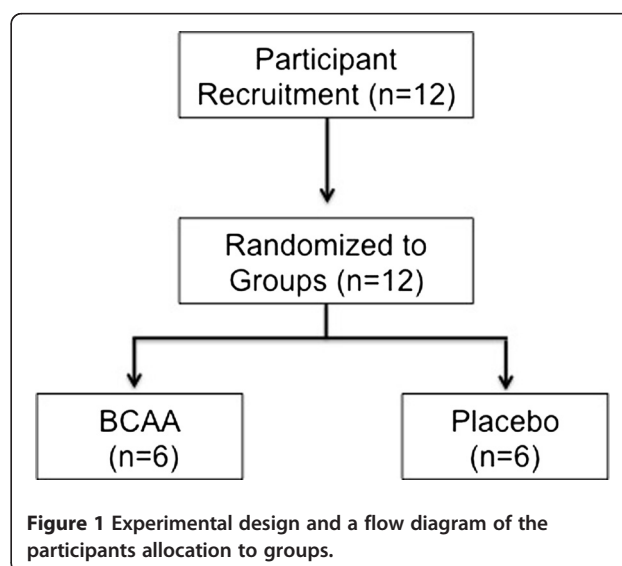 Participant
Recruitment (n=12)
Randomized to
Groups (n=12)
BCAA
(n=6)
Placebo
(n=6)
Figure 1 Experimental design and a flow diagram of the
participants allocation to groups.